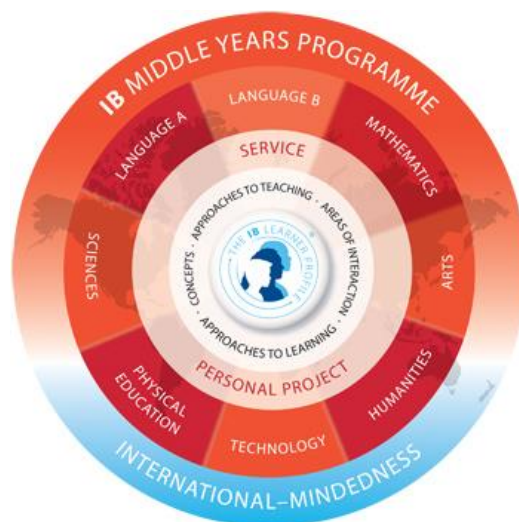 IB MIDDLE YEARS PROGRAMME
LANGUAGE A
LANGUAGE B
MATHEMATICS
SCIENCES
ARTS
PHYSICAL EDUCATION
TECHNOLOGY
HUMANITIES
SERVICE
PERSONAL PROJECT
APPROACHES TO TEACHING · AREAS OF INTERACTION · APPROACHES TO LEARNING · CONCEPTS ·
THE IB LEARNER PROFILE
®
INTERNATIONAL–MINDEDNESS